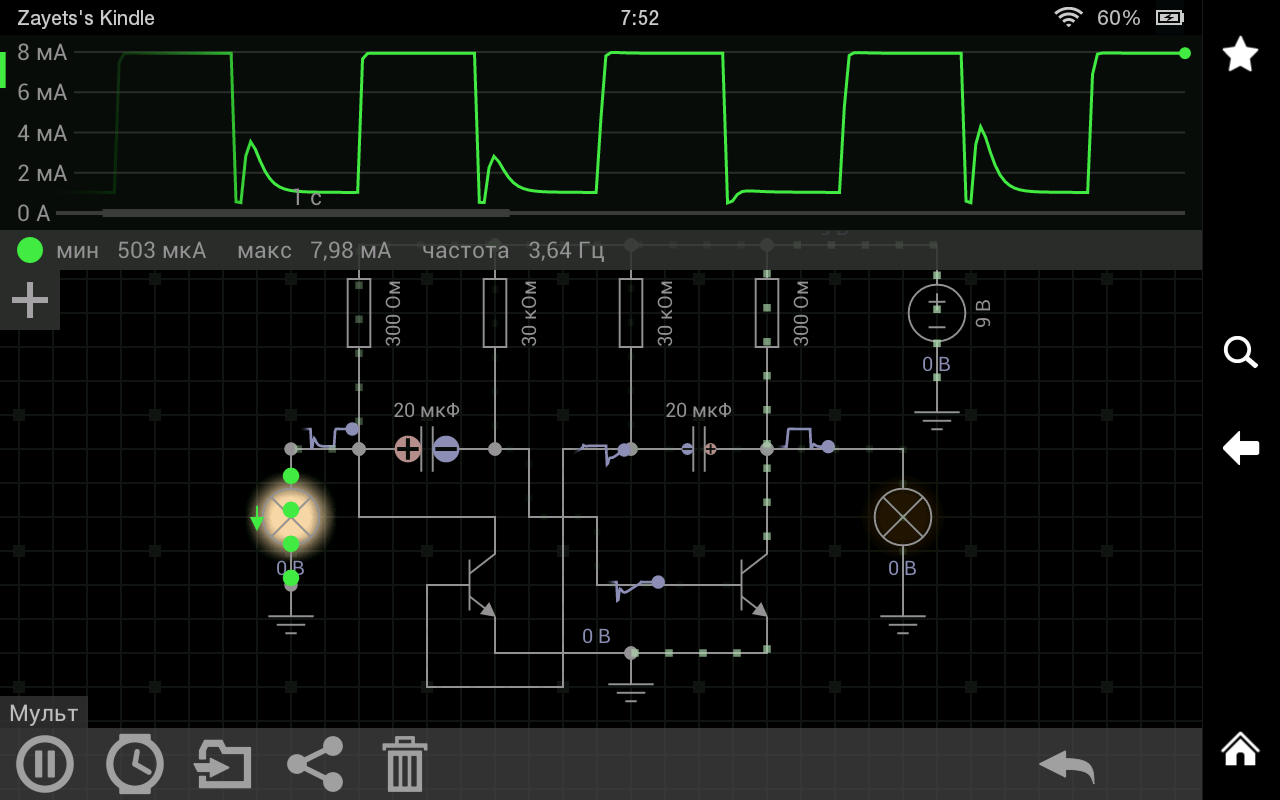 Zayets's Kindle 7:52 60%
8 мА
6 мА
4 мА
2 мА
1 с
0 А
мин 503 мкА макс 7,98 мА частота 3,64 Гц
300 Ом 30 кОм 30 кОм 300 Ом 9 В
0 В
20 мкФ 20 мкФ
0 В 0 В
0 В
Мульт